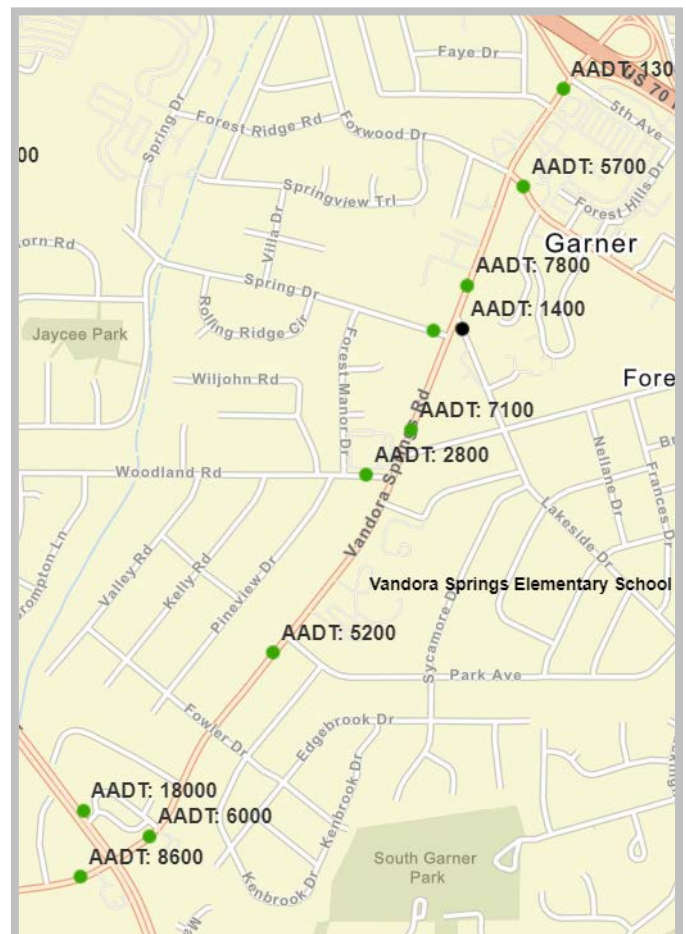 Faye Dr
AADT: 130
US 70
5th Ave
Spring Dr
Forest Ridge Rd
Foxwood Dr
00
AADT: 5700
Springview Trl
Forest Hills Dr
Villa Dr
Garner
orn Rd
AADT: 7800
Spring Dr
AADT: 1400
Rolling Ridge Cir
Jaycee Park
Forest Manor Dr
Wiljohn Rd
Fore
AADT: 7100
Nellane Dr
Frances Dr
Woodland Rd
AADT: 2800
Vandora Springs Rd
Lakeside Dr
rompton Ln
Valley Rd
Kelly Rd
Pineview Dr
Vandora Springs Elementary School
Sycamore D
AADT: 5200
Park Ave
Fowler Dr
Edgebrook Dr
AADT: 18000
AADT: 6000
Kenbrook Dr
AADT: 8600
Kenbrook Dr
South Garner
Park